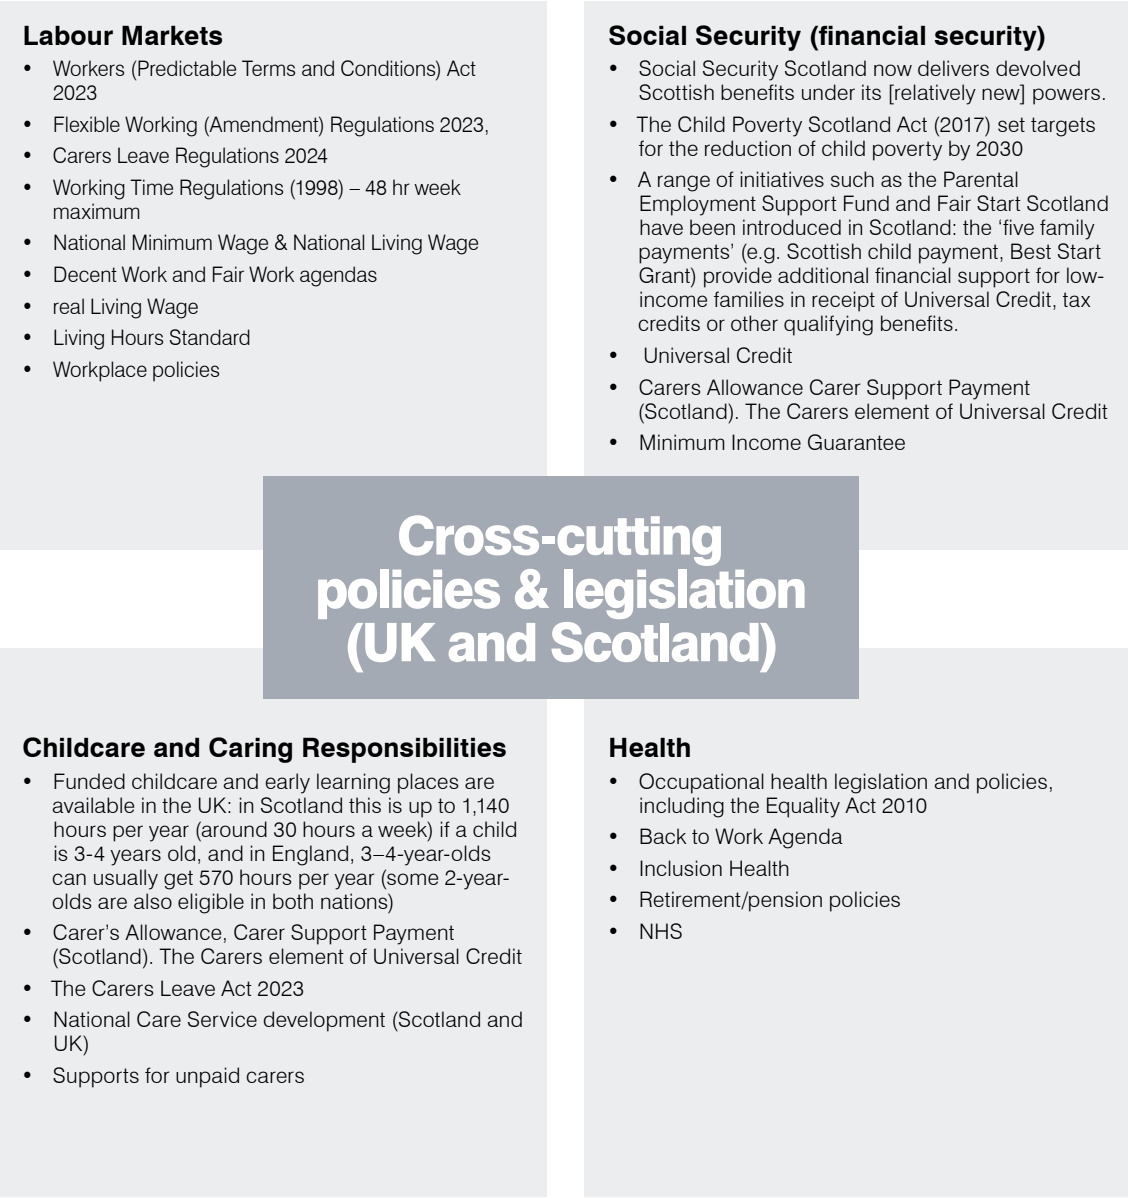 Labour Markets
• Workers (Predictable Terms and Conditions) Act
2023
• Flexible Working (Amendment) Regulations 2023,
• Carers Leave Regulations 2024
• Working Time Regulations (1998) – 48 hr week
maximum
• National Minimum Wage & National Living Wage
• Decent Work and Fair Work agendas
• real Living Wage
• Living Hours Standard
• Workplace policies
Social Security (financial security)
• Social Security Scotland now delivers devolved
Scottish benefits under its [relatively new] powers.
• The Child Poverty Scotland Act (2017) set targets
for the reduction of child poverty by 2030
• A range of initiatives such as the Parental
Employment Support Fund and Fair Start Scotland
have been introduced in Scotland: the ‘five family
payments’ (e.g. Scottish child payment, Best Start
Grant) provide additional financial support for low-
income families in receipt of Universal Credit, tax
credits or other qualifying benefits.
• Universal Credit
• Carers Allowance Carer Support Payment
(Scotland). The Carers element of Universal Credit
• Minimum Income Guarantee
Cross-cutting
policies & legislation
(UK and Scotland)
Childcare and Caring Responsibilities
• Funded childcare and early learning places are
available in the UK: in Scotland this is up to 1,140
hours per year (around 30 hours a week) if a child
is 3-4 years old, and in England, 3–4-year-olds
can usually get 570 hours per year (some 2-year-
olds are also eligible in both nations)
• Carer’s Allowance, Carer Support Payment
(Scotland). The Carers element of Universal Credit
• The Carers Leave Act 2023
• National Care Service development (Scotland and
UK)
• Supports for unpaid carers
Health
• Occupational health legislation and policies,
including the Equality Act 2010
• Back to Work Agenda
• Inclusion Health
• Retirement/pension policies
• NHS